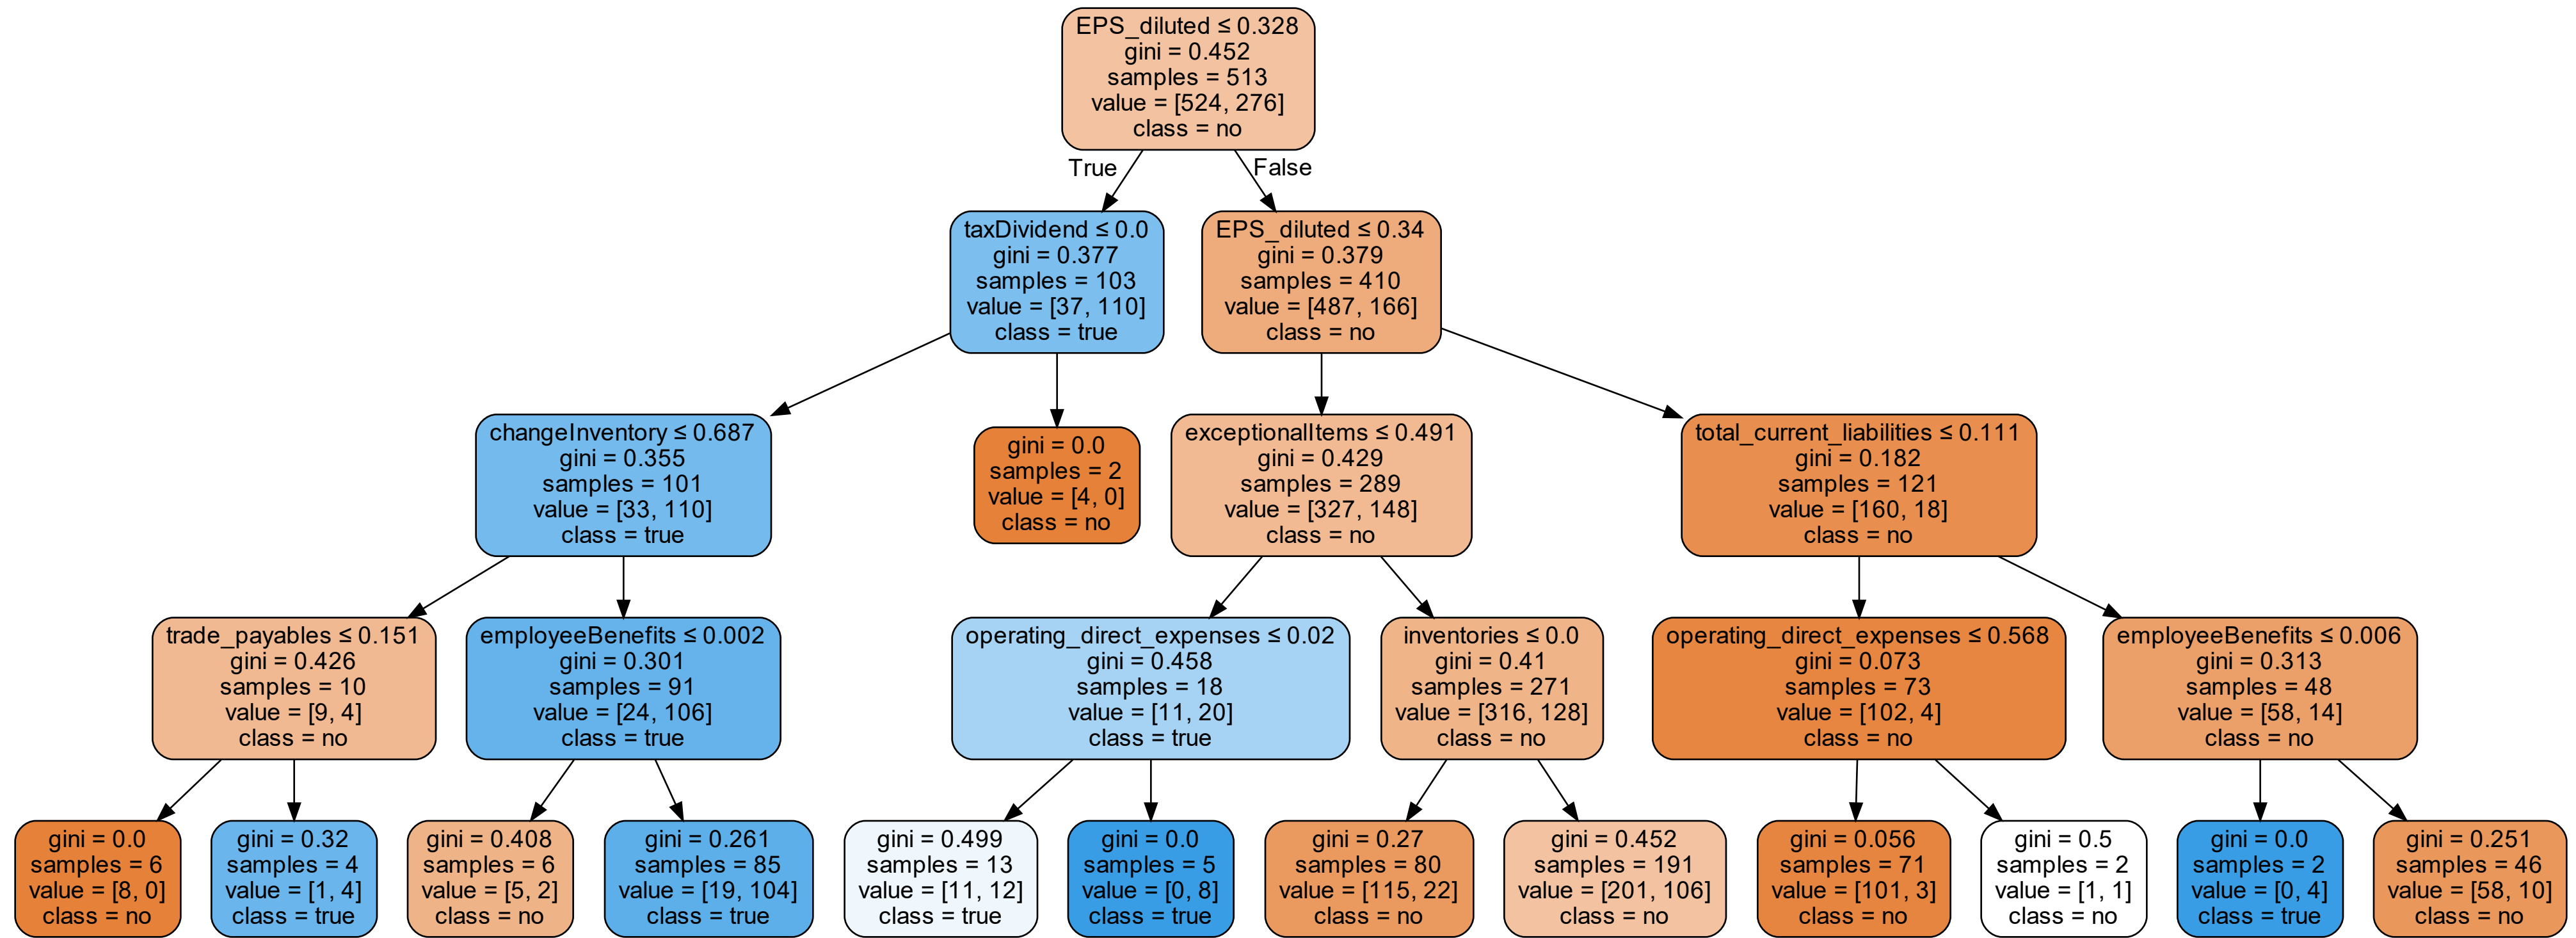 EPS_diluted ≤ 0.328
gini = 0.452
samples = 513
value = [524, 276]
class = no
True
False
taxDividend ≤ 0.0
gini = 0.377
samples = 103
value = [37, 110]
class = true
EPS_diluted ≤ 0.34
gini = 0.379
samples = 410
value = [487, 166]
class = no
changeInventory ≤ 0.687
gini = 0.355
samples = 101
value = [33, 110]
class = true
gini = 0.0
samples = 2
value = [4, 0]
class = no
exceptionalItems ≤ 0.491
gini = 0.429
samples = 289
value = [327, 148]
class = no
total_current_liabilities ≤ 0.111
gini = 0.182
samples = 121
value = [160, 18]
class = no
trade_payables ≤ 0.151
gini = 0.426
samples = 10
value = [9, 4]
class = no
employeeBenefits ≤ 0.002
gini = 0.301
samples = 91
value = [24, 106]
class = true
operating_direct_expenses ≤ 0.02
gini = 0.458
samples = 18
value = [11, 20]
class = true
inventories ≤ 0.0
gini = 0.41
samples = 271
value = [316, 128]
class = no
operating_direct_expenses ≤ 0.568
gini = 0.073
samples = 73
value = [102, 4]
class = no
employeeBenefits ≤ 0.006
gini = 0.313
samples = 48
value = [58, 14]
class = no
gini = 0.0
samples = 6
value = [8, 0]
class = no
gini = 0.32
samples = 4
value = [1, 4]
class = true
gini = 0.408
samples = 6
value = [5, 2]
class = no
gini = 0.261
samples = 85
value = [19, 104]
class = true
gini = 0.499
samples = 13
value = [11, 12]
class = true
gini = 0.0
samples = 5
value = [0, 8]
class = true
gini = 0.27
samples = 80
value = [115, 22]
class = no
gini = 0.452
samples = 191
value = [201, 106]
class = no
gini = 0.056
samples = 71
value = [101, 3]
class = no
gini = 0.5
samples = 2
value = [1, 1]
class = no
gini = 0.0
samples = 2
value = [0, 4]
class = true
gini = 0.251
samples = 46
value = [58, 10]
class = no